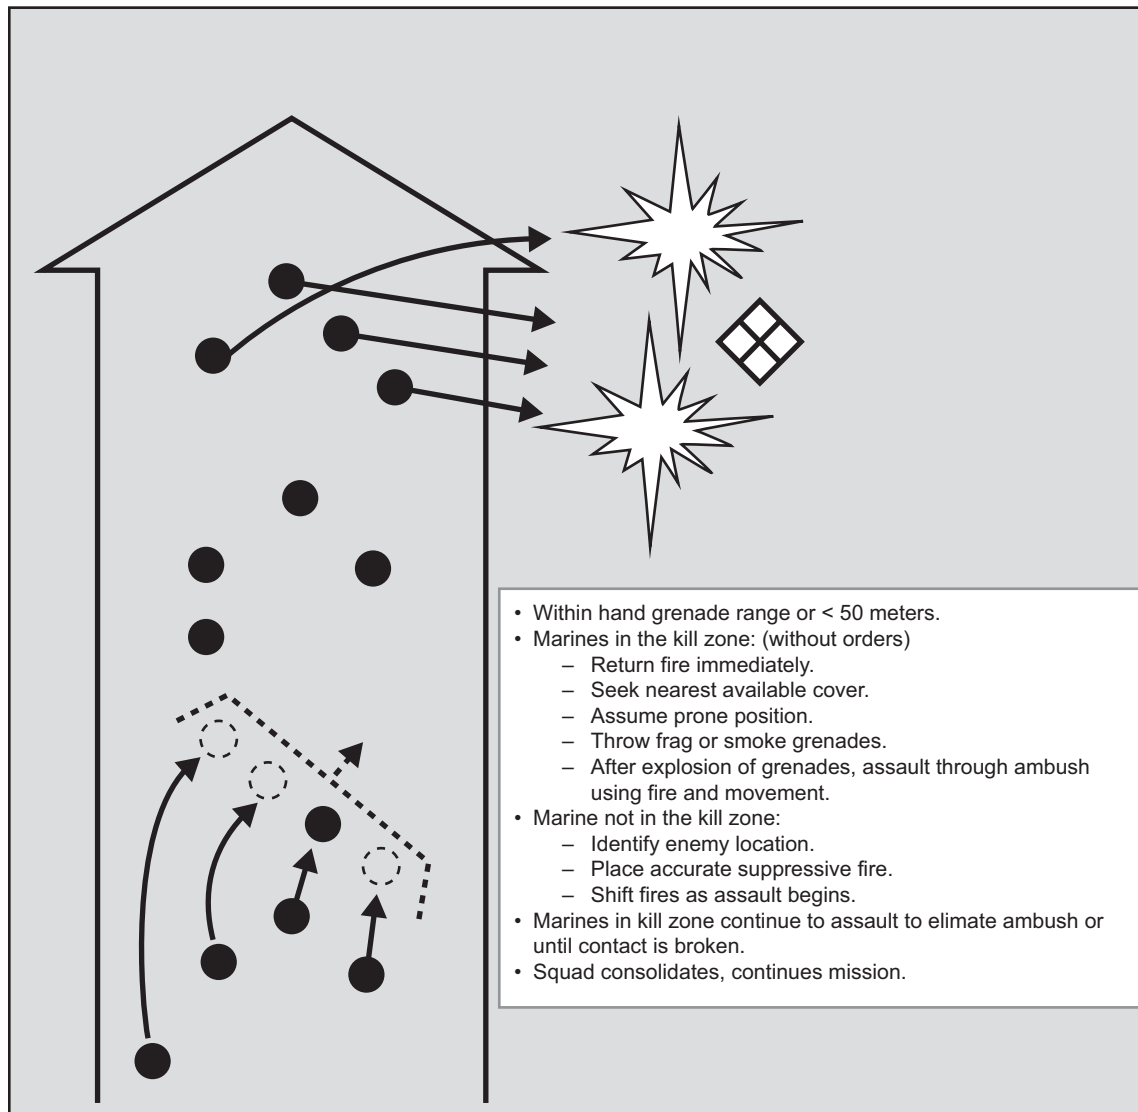 • Within hand grenade range or < 50 meters.
• Marines in the kill zone: (without orders)
– Return fire immediately.
– Seek nearest available cover.
– Assume prone position.
– Throw frag or smoke grenades.
– After explosion of grenades, assault through ambush
using fire and movement.
• Marine not in the kill zone:
– Identify enemy location.
– Place accurate suppressive fire.
– Shift fires as assault begins.
• Marines in kill zone continue to assault to elimate ambush or
until contact is broken.
• Squad consolidates, continues mission.